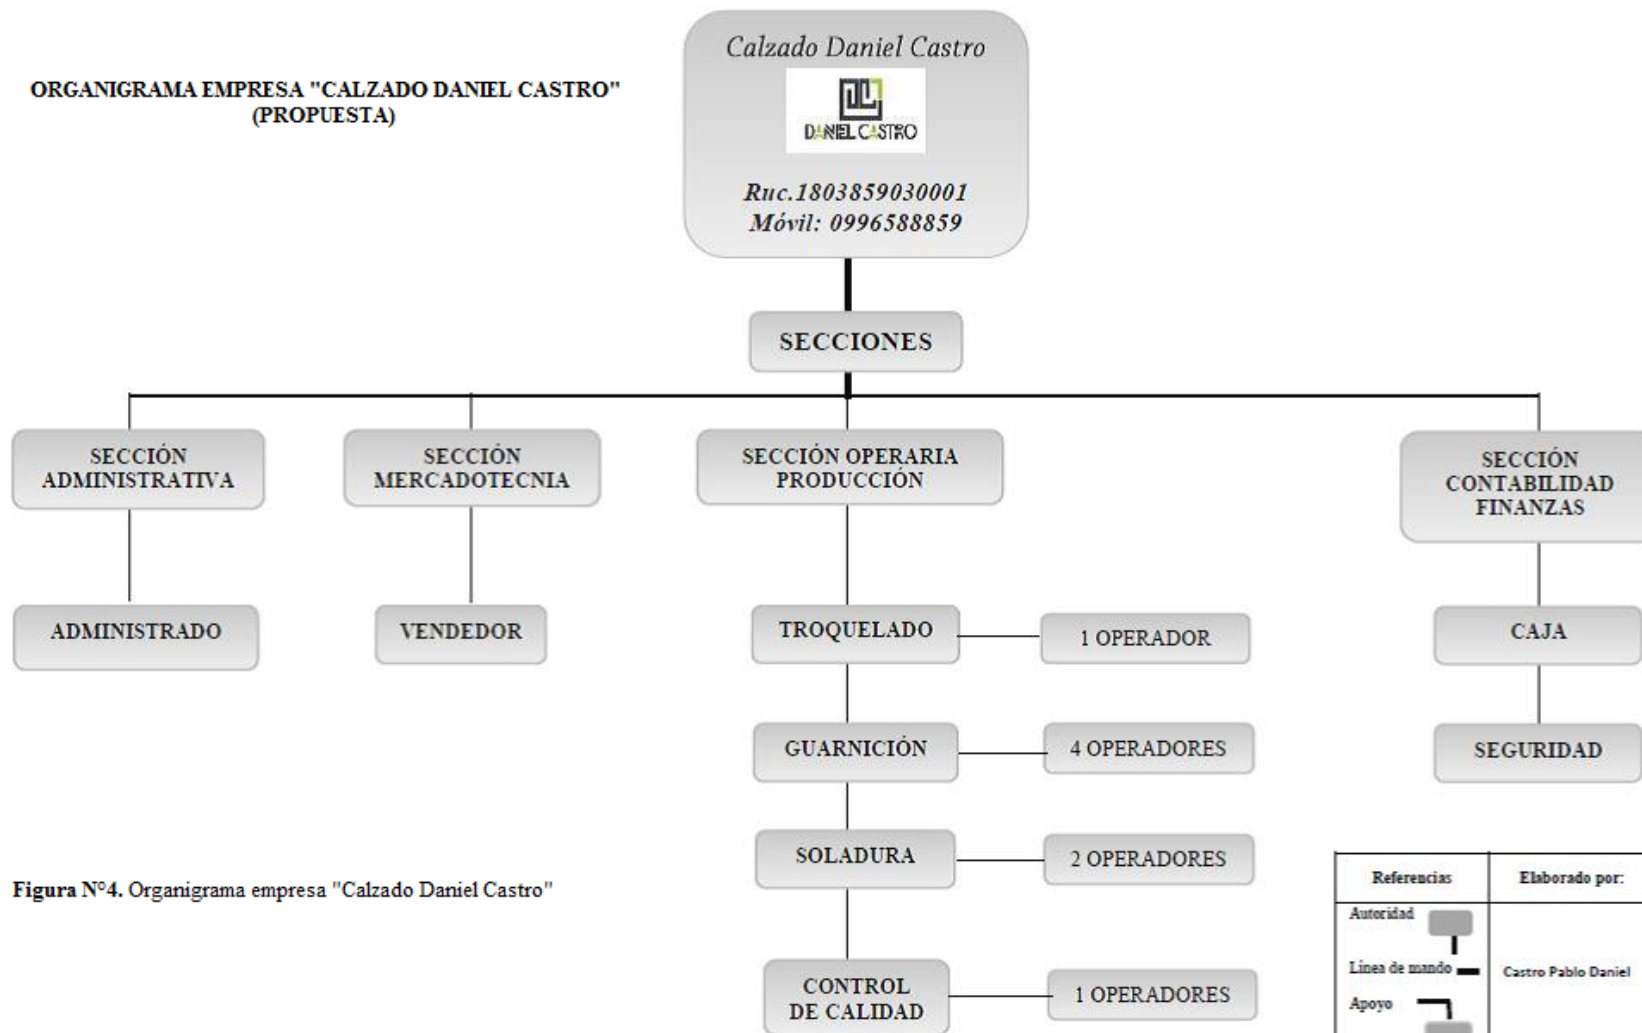 Calzado Daniel Castro
ORGANIGRAMA EMPRESA "CALZADO DANIEL CASTRO"
(PROPUESTA)
DANIEL CASTRO
Ruc.1803859030001
Móvil: 0996588859
SECCIONES
SECCIÓN
ADMINISTRATIVA
SECCIÓN
MERCADOTECNIA
SECCIÓN OPERARIA
PRODUCCIÓN
SECCIÓN
CONTABILIDAD
FINANZAS
ADMINISTRADO
VENDEDOR
TROQUELADO
1 OPERADOR
CAJA
GUARNICIÓN
4 OPERADORES
SEGURIDAD
SOLADURA
2 OPERADORES
Figura N°4. Organigrama empresa "Calzado Daniel Castro"
CONTROL
DE CALIDAD
1 OPERADORES
Referencias
Elaborado por:
Autoridad
Línea de mando
Castro Pablo Daniel
Apoyo